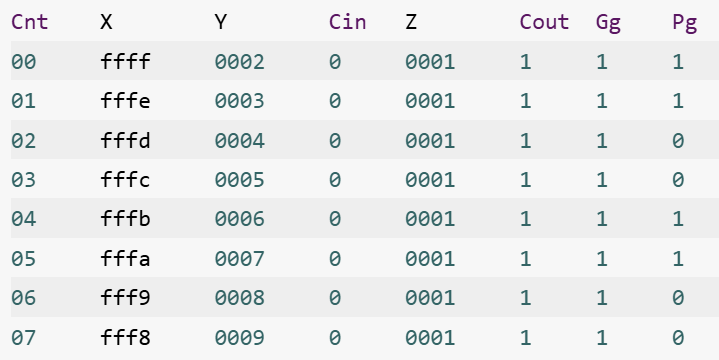 Cnt X Y Cin Z Cout Gg Pg
00 ffff 0002 0 0001 1 1 1
01 fffe 0003 0 0001 1 1 1
02 fffd 0004 0 0001 1 1 0
03 fffc 0005 0 0001 1 1 0
04 fffb 0006 0 0001 1 1 1
05 fffa 0007 0 0001 1 1 1
06 fff9 0008 0 0001 1 1 0
07 fff8 0009 0 0001 1 1 0